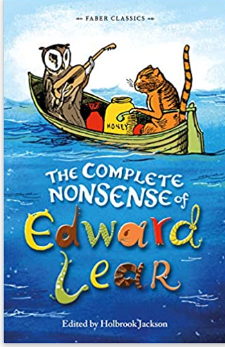 FABER CLASSICS
HONEY
THE COMPLETE
NONSENSE of
Edward
Lear
Edited by Holbrook Jackson